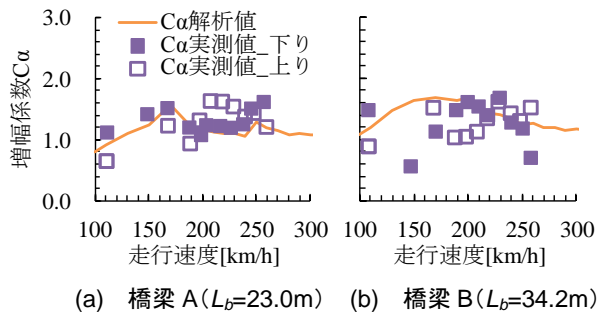 3.0
2.0
1.0
0.0
増幅係数Cα
Cα解析値
Cα実測値_下り
Cα実測値_上り
100 150 200 250 300
100 150 200 250 300
走行速度[km/h]
走行速度[km/h]
(a) 橋梁 A(Lb=23.0m) (b) 橋梁 B(Lb=34.2m)